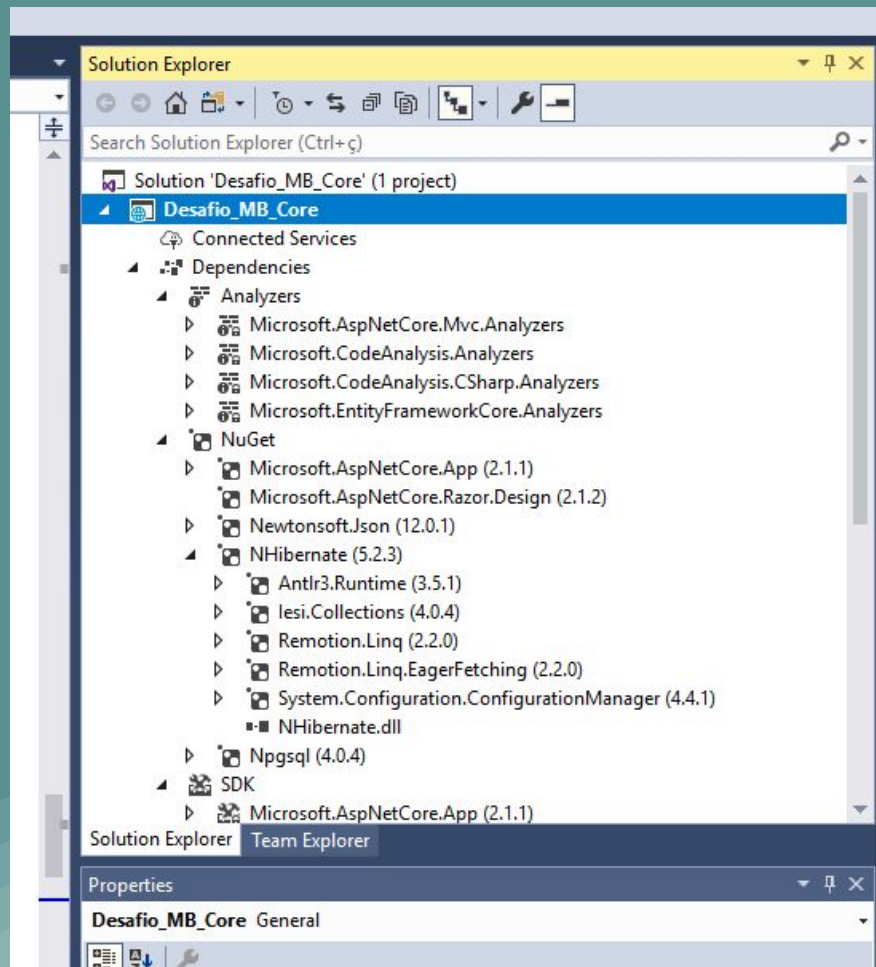 Solution Explorer
Search Solution Explorer (Ctrl+ç)
Solution 'Desafio_MB_Core' (1 project)
Desafio_MB_Core
Connected Services
Dependencies
Analyzers
Microsoft.AspNetCore.Mvc.Analyzers
Microsoft.CodeAnalysis.Analyzers
Microsoft.CodeAnalysis.CSharp.Analyzers
Microsoft.EntityFrameworkCore.Analyzers
NuGet
Microsoft.AspNetCore.App (2.1.1)
Microsoft.AspNetCore.Razor.Design (2.1.2)
Newtonsoft.Json (12.0.1)
NHibernate (5.2.3)
Antlr3.Runtime (3.5.1)
Iesi.Collections (4.0.4)
Remotion.Linq (2.2.0)
Remotion.Linq.EagerFetching (2.2.0)
System.Configuration.ConfigurationManager (4.4.1)
NHibernate.dll
Npgsql (4.0.4)
SDK
Microsoft.AspNetCore.App (2.1.1)
Solution Explorer Team Explorer
Properties
Desafio_MB_Core General